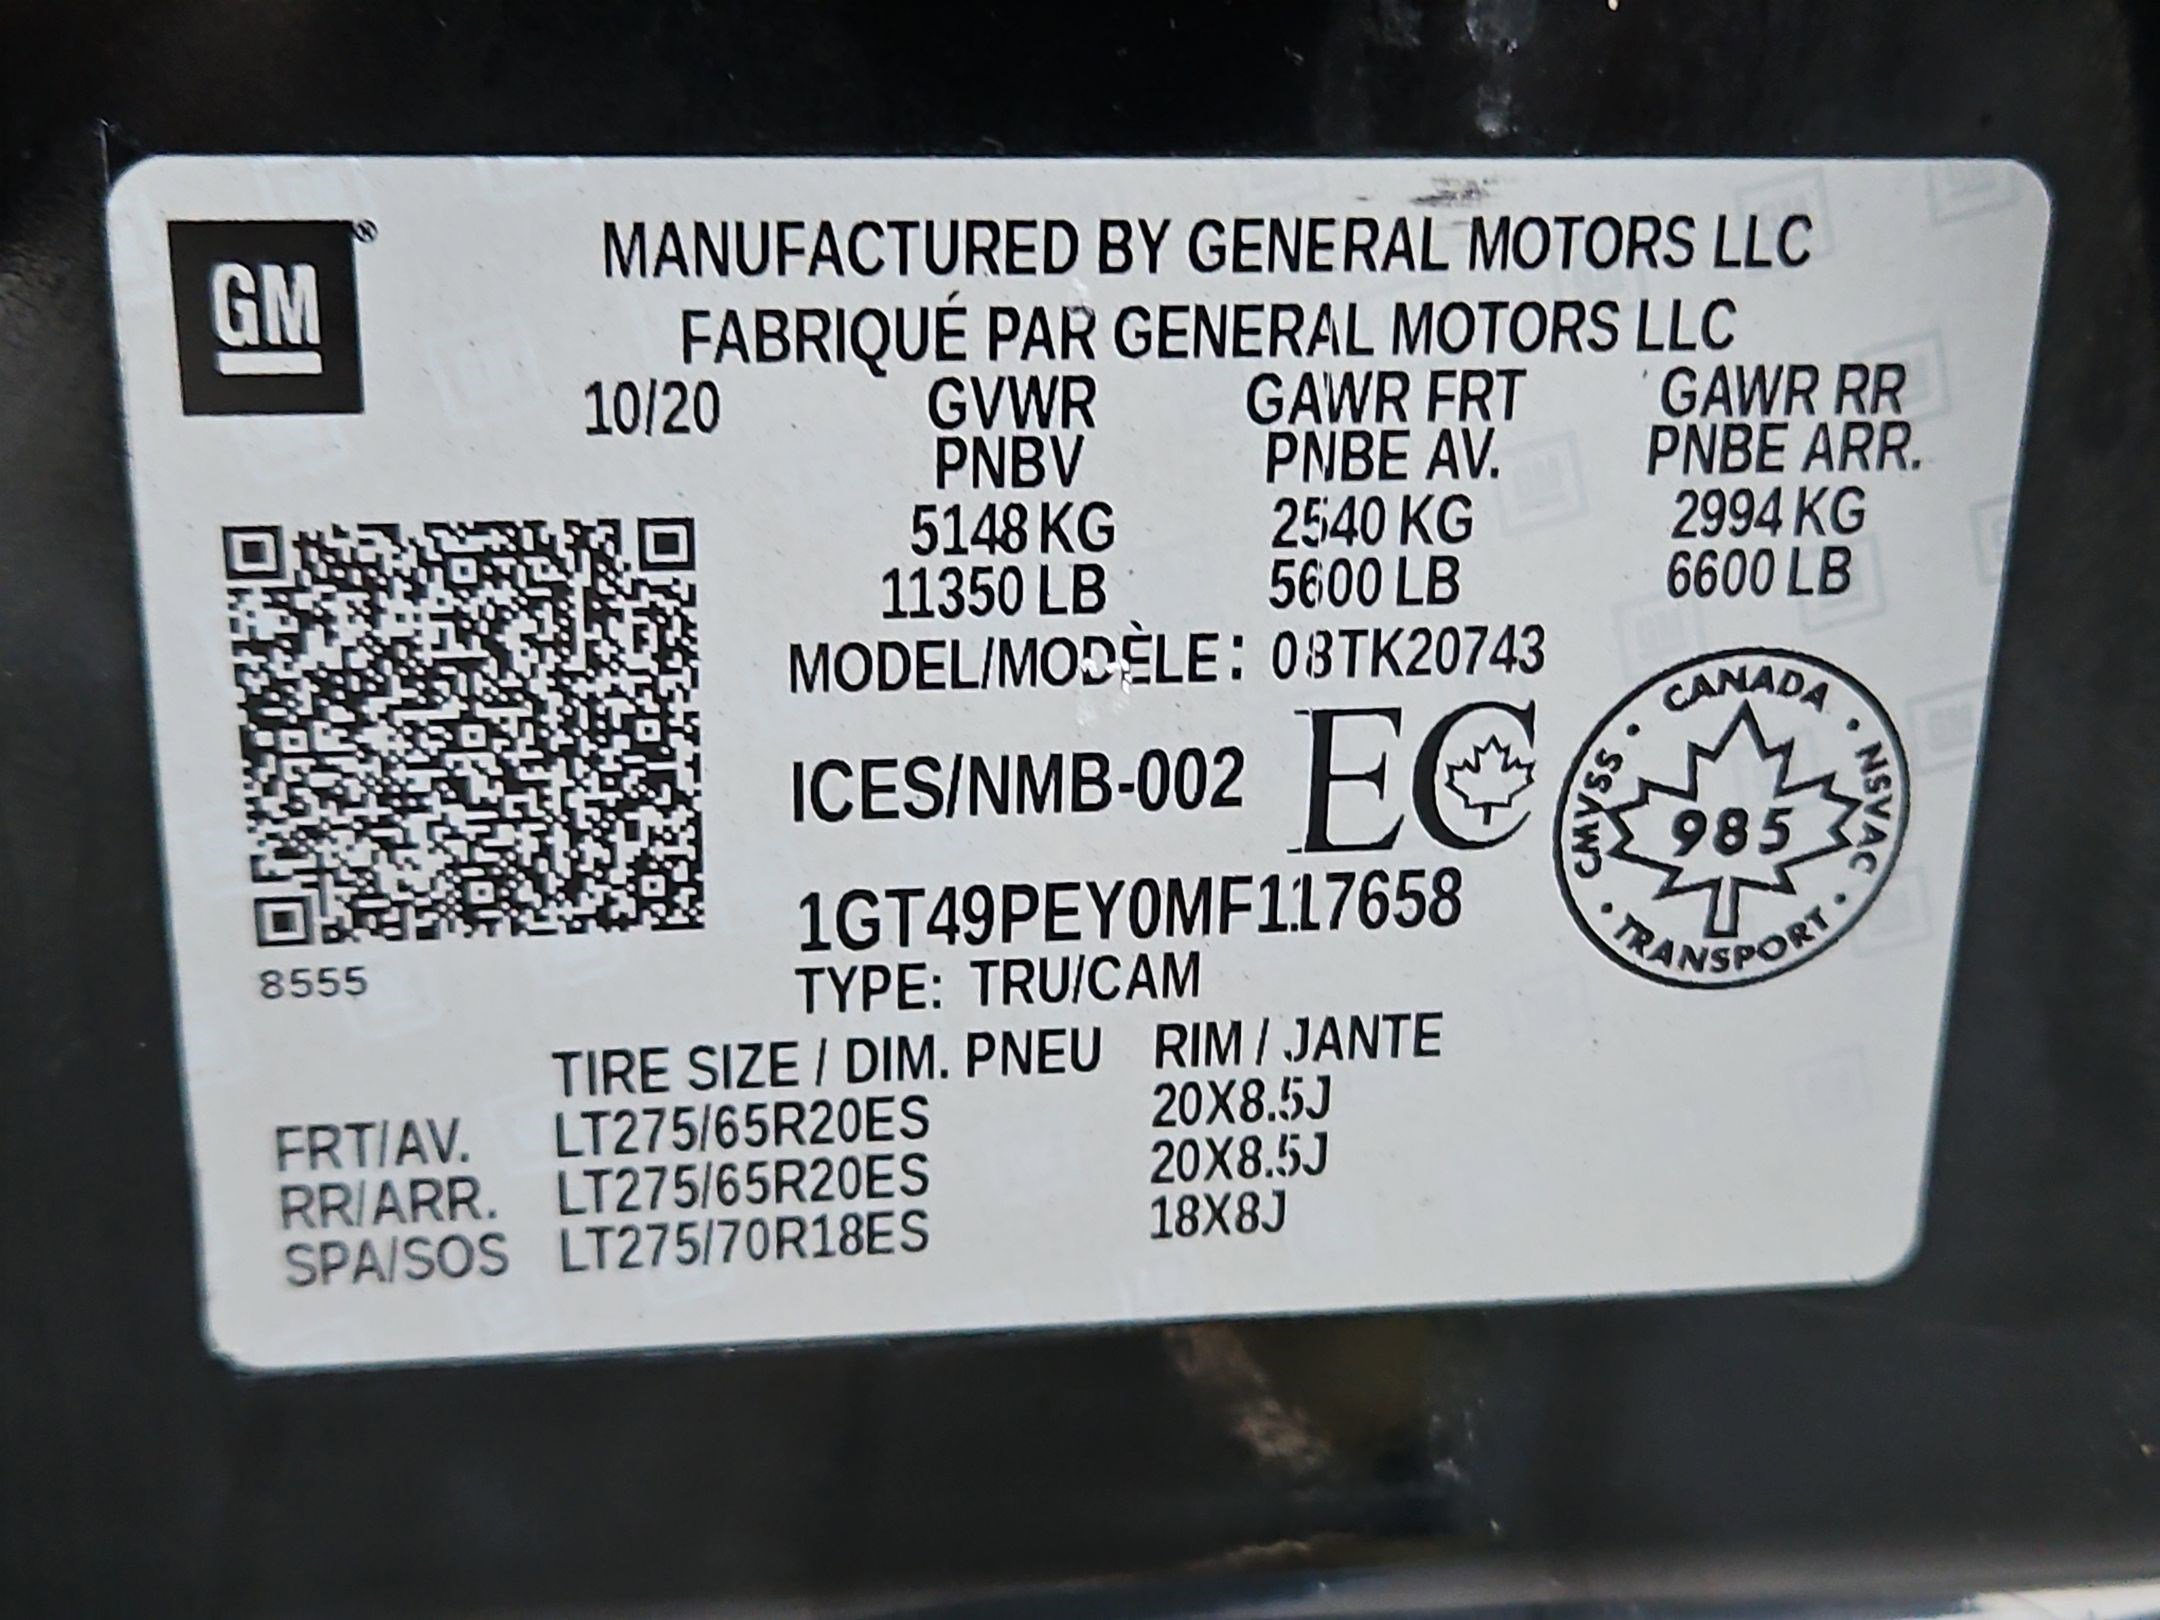 GM®
MANUFACTURED BY GENERAL MOTORS LLC
FABRIQUÉ PAR GENERAL MOTORS LLC
10/20 GVWR GAWR FRT GAWR RR
PNBV PNBE AV. PNBE ARR.
5148 KG 2540 KG 2994 KG
11350 LB 5600 LB 6600 LB
MODEL/MODÈLE: 08TK20743
ICES/NMB-002 EC
CANADA · NSVAC · TRANSPORT · CMVSS ·
985
1GT49PEY0MF117658
8555
TYPE: TRU/CAM
TIRE SIZE / DIM. PNEU RIM / JANTE
FRT/AV. LT275/65R20ES 20X8.5J
RR/ARR. LT275/65R20ES 20X8.5J
SPA/SOS LT275/70R18ES 18X8J